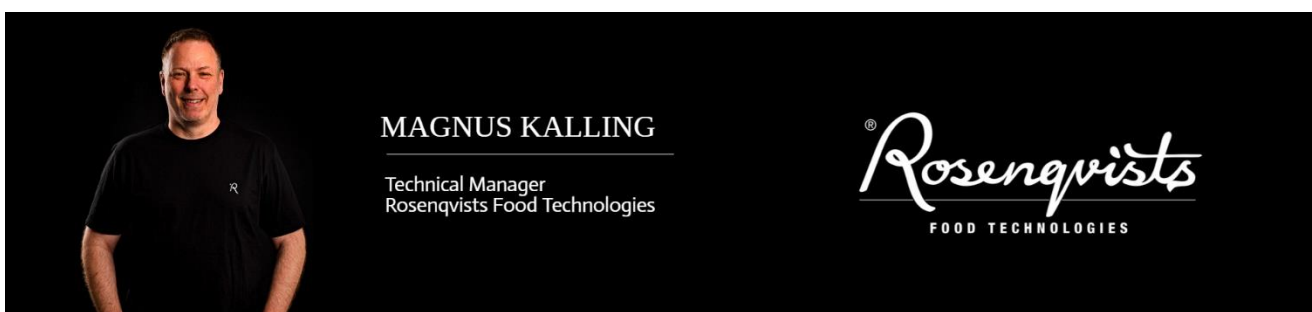 MAGNUS KALLING
Technical Manager
Rosenqvists Food Technologies
R
® Rosenqvists
FOOD TECHNOLOGIES